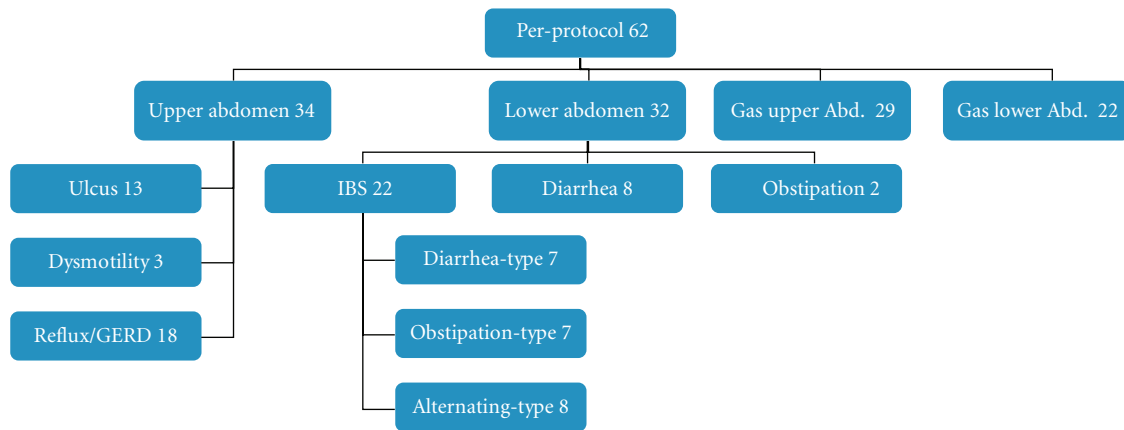 Per-protocol 62
Upper abdomen 34
Lower abdomen 32
Gas upper Abd. 29
Gas lower Abd. 22
Ulcus 13
IBS 22
Diarrhea 8
Obstipation 2
Dysmotility 3
Diarrhea-type 7
Reflux/GERD 18
Obstipation-type 7
Alternating-type 8